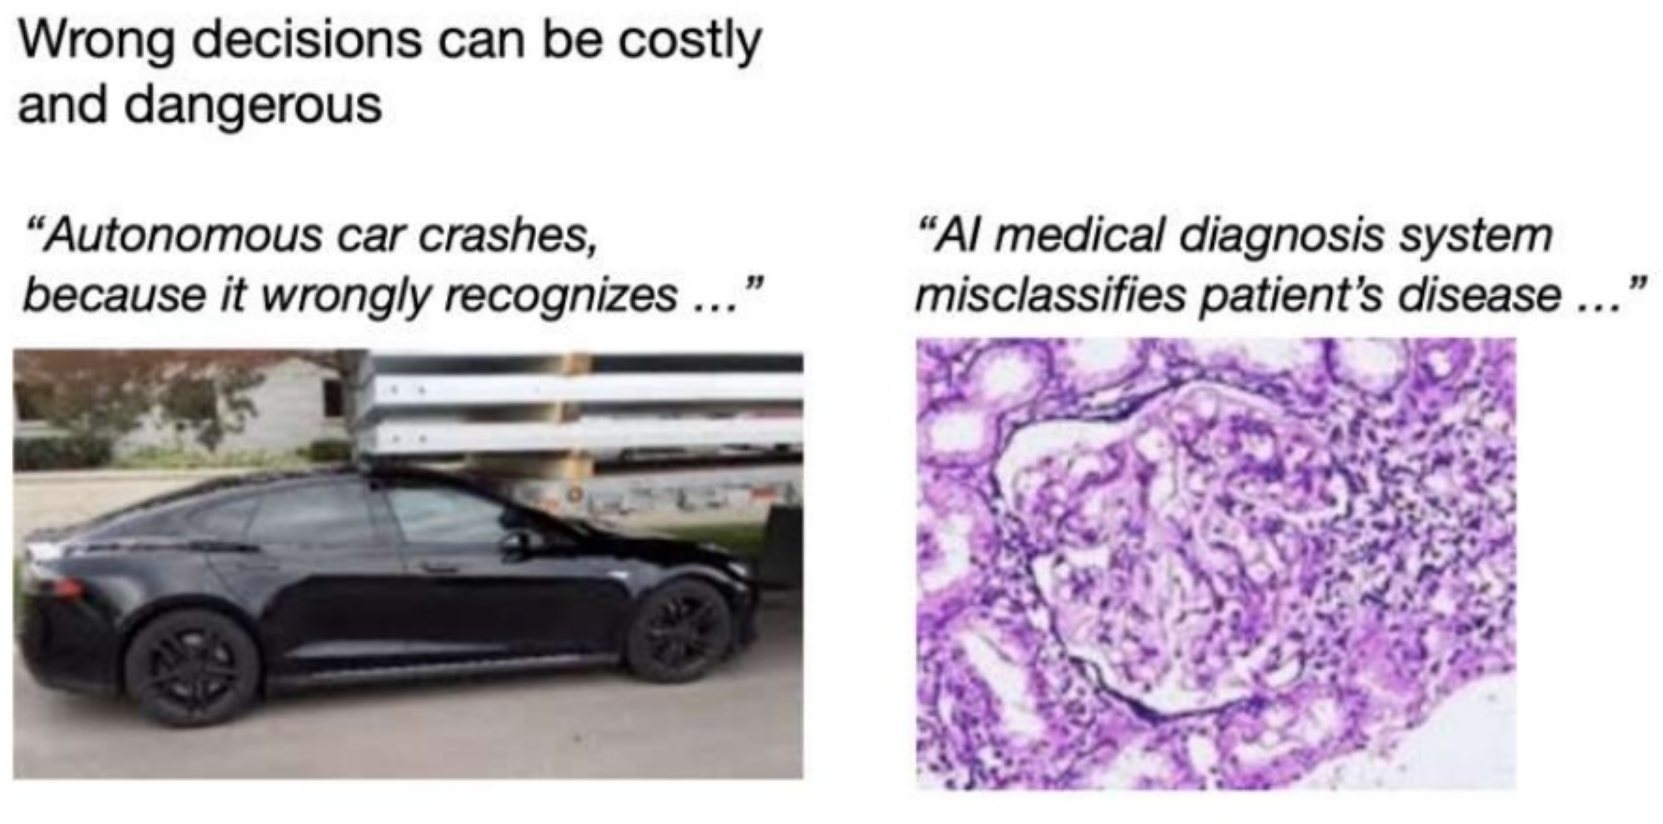 Wrong decisions can be costly
and dangerous
“Autonomous car crashes,
because it wrongly recognizes …”
“AI medical diagnosis system
misclassifies patient’s disease …”